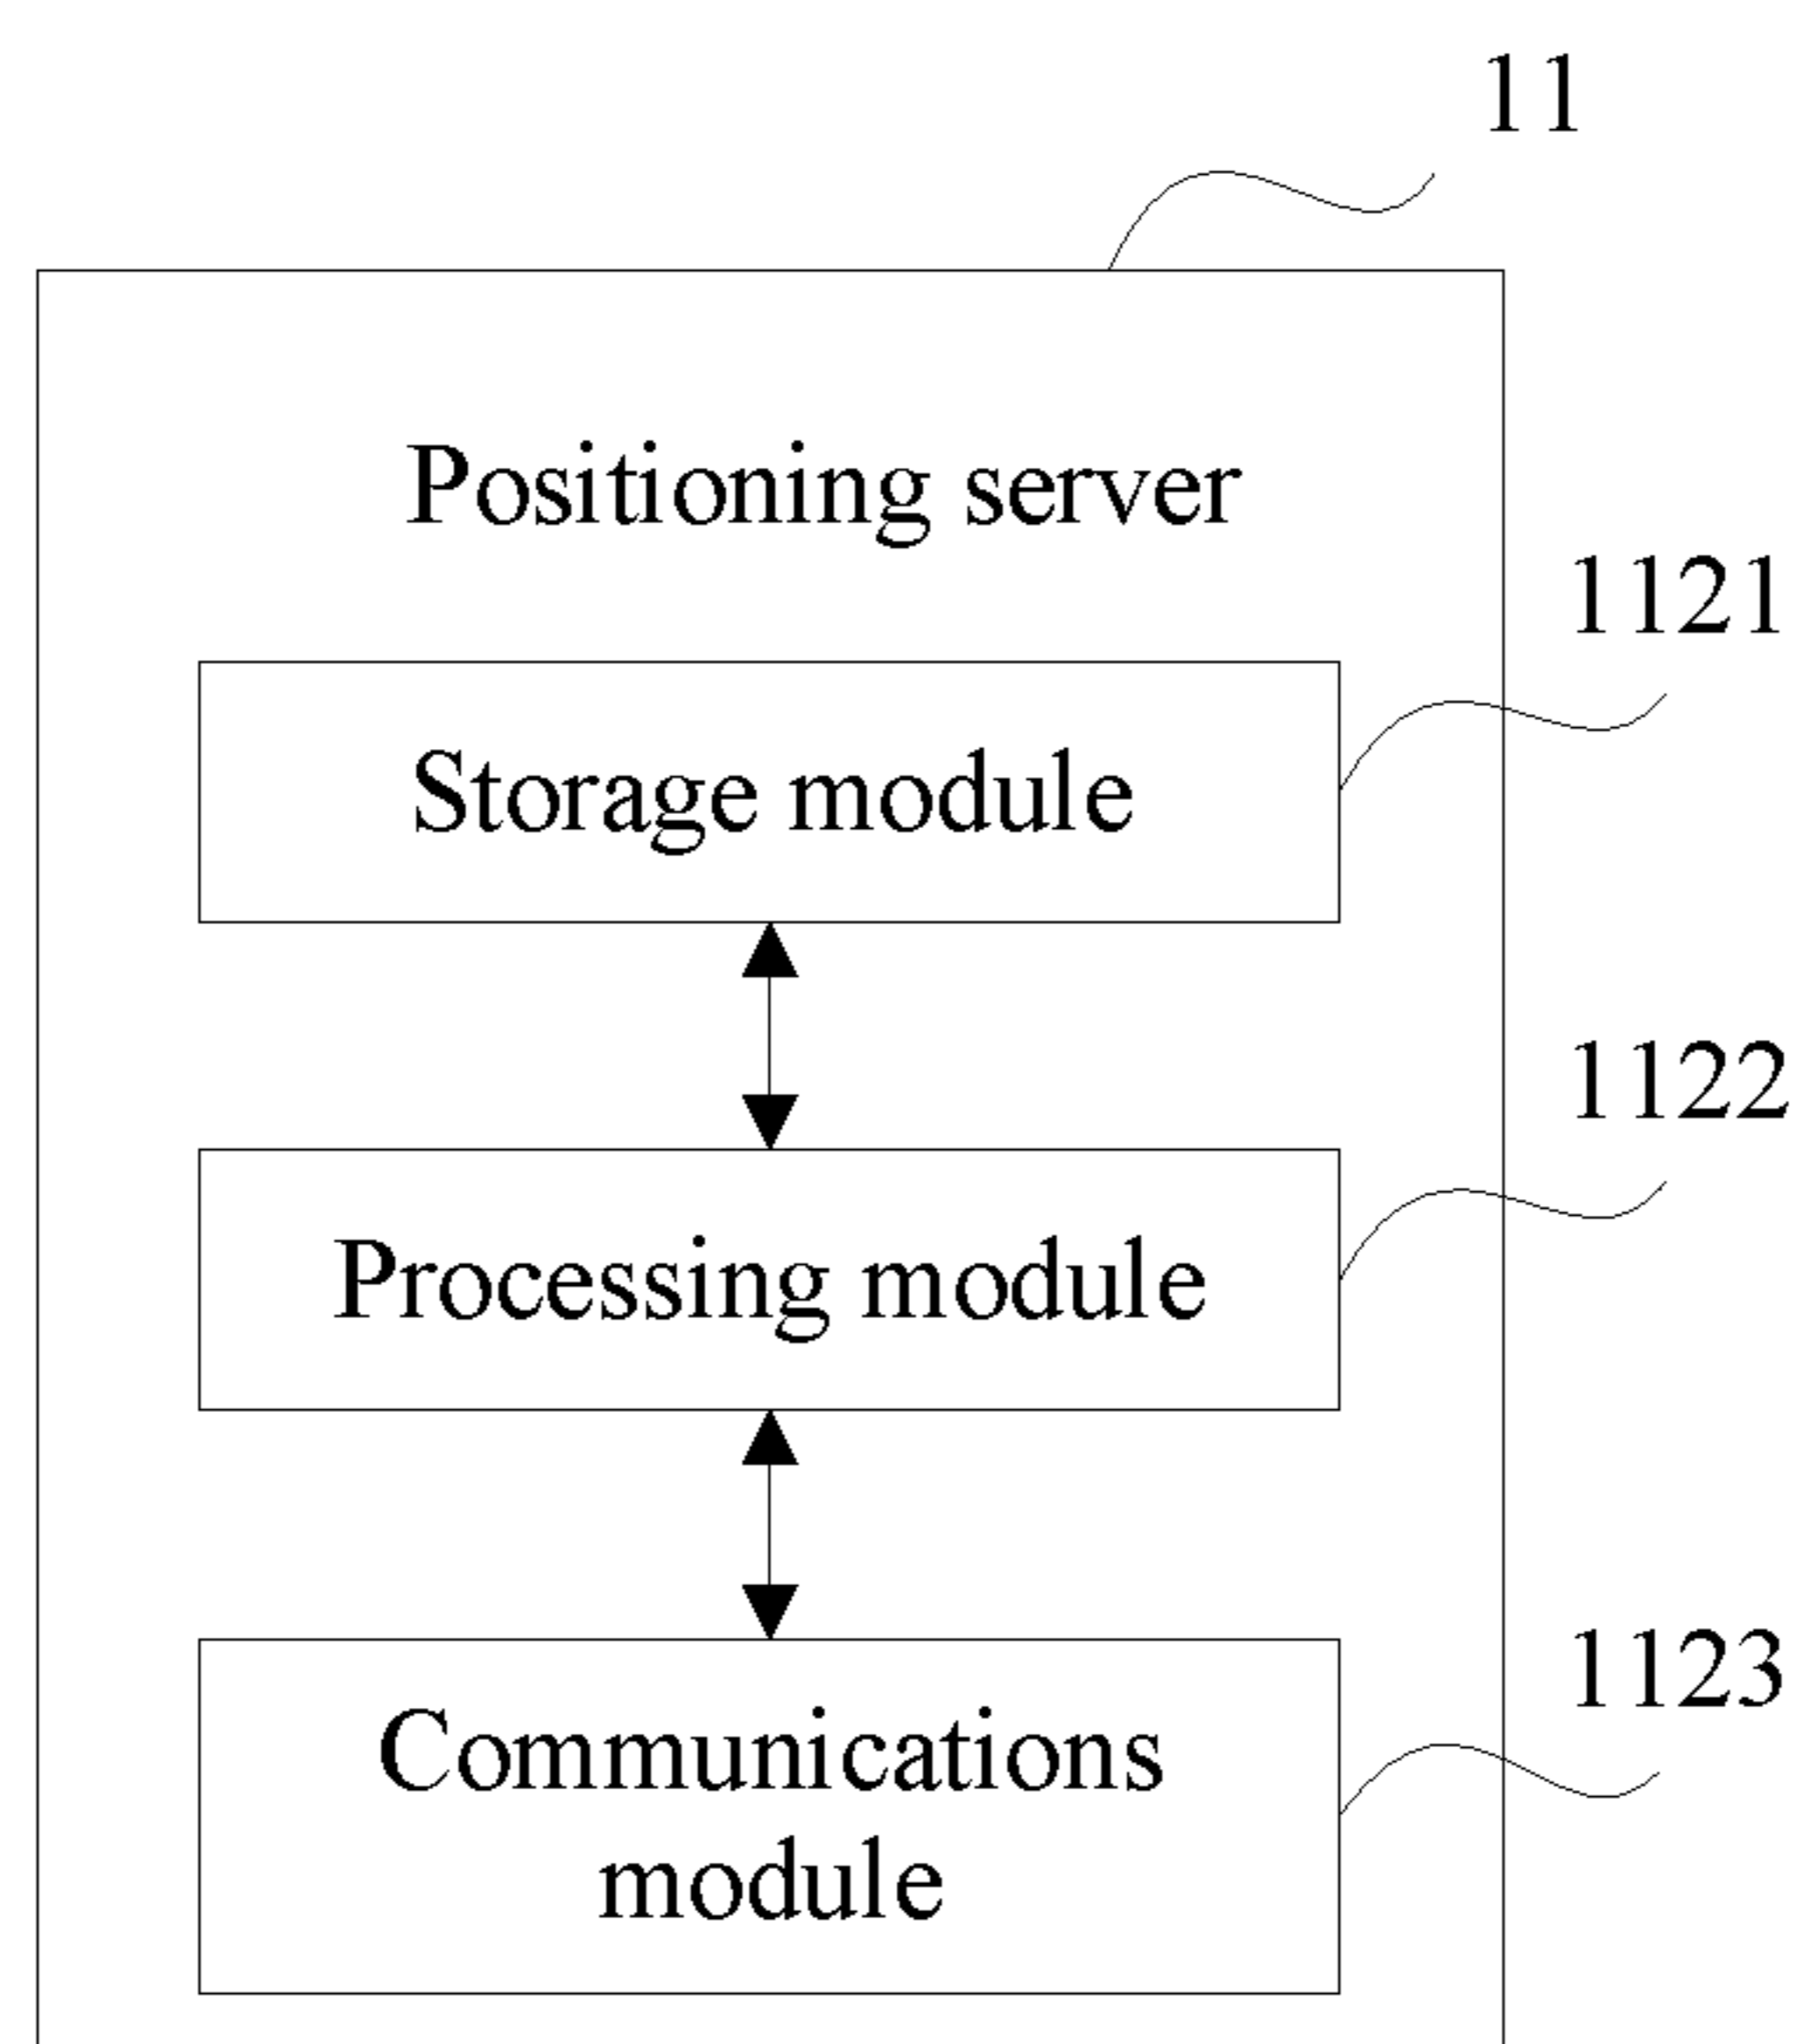 11
Positioning server
1121
Storage module
1122
Processing module
1123
Communications
module